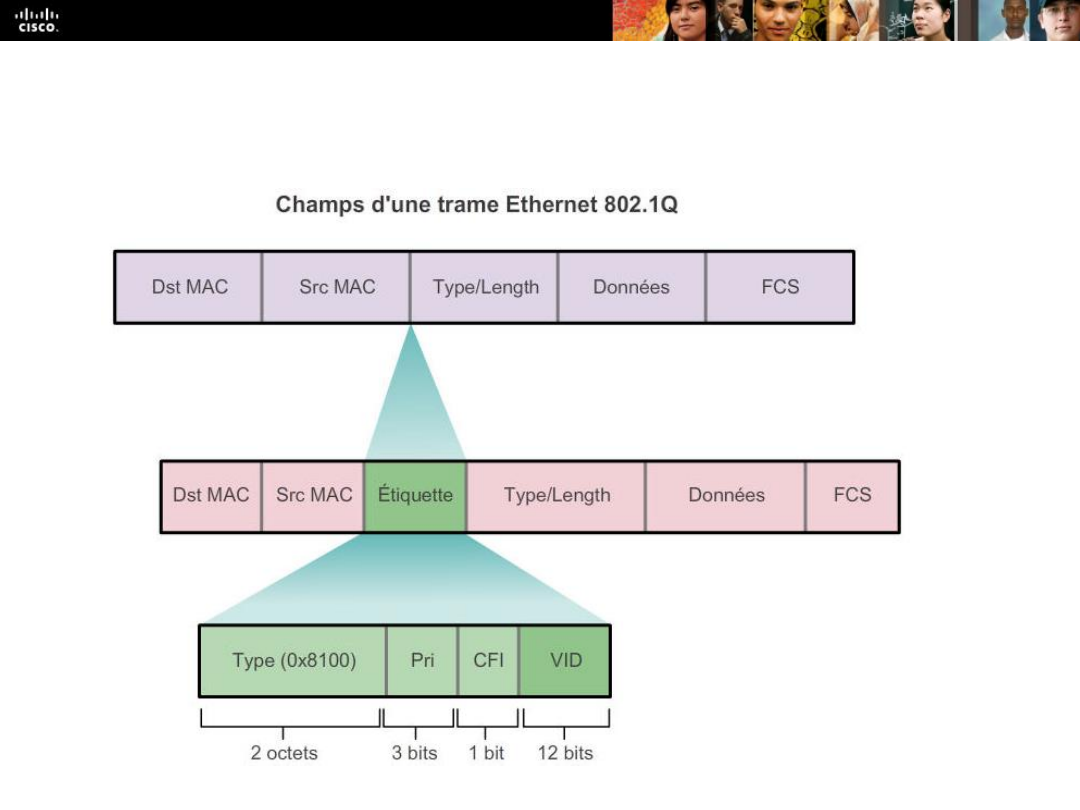 CISCO.
Champs d'une trame Ethernet 802.1Q
Dst MAC Src MAC Type/Length Données FCS
Dst MAC Src MAC Étiquette Type/Length Données FCS
Type (0x8100) Pri CFI VID
2 octets 3 bits 1 bit 12 bits